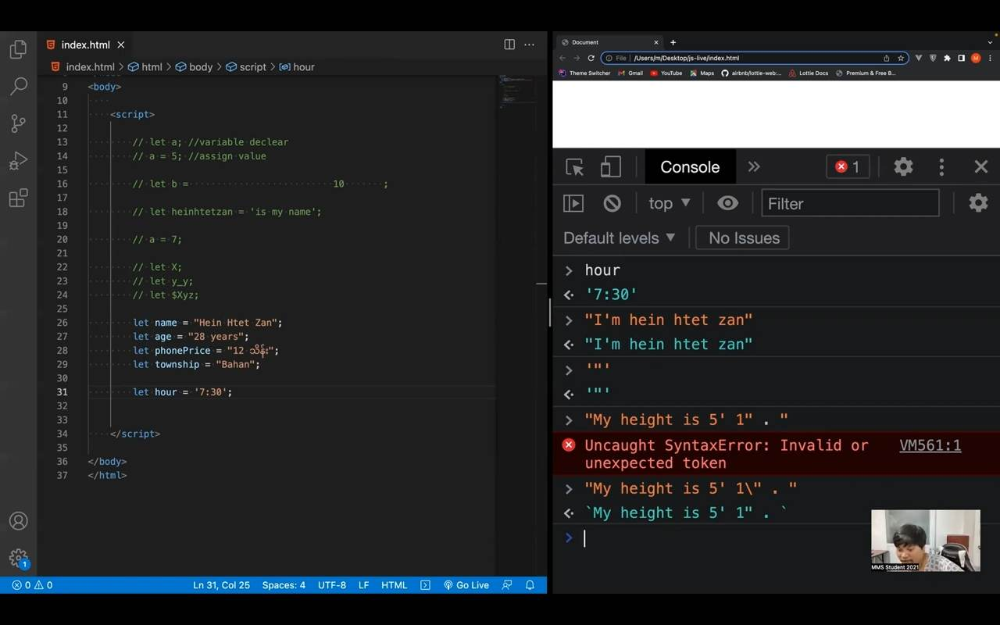 index.html
index.html > html > body > script > hour
9 <body>
10
11 <script>
12
13 // let a; //variable declear
14 // a = 5; //assign value
15
16 // let b = 10 ;
17
18 // let heinhtetzan = 'is my name';
19
20 // a = 7;
21
22 // let X;
23 // let y_y;
24 // let $Xyz;
25
26 let name = "Hein Htet Zan";
27 let age = "28 years";
28 let phonePrice = "12 သိန်း";
29 let township = "Bahan";
30
31 let hour = '7:30';
32
33
34 </script>
35
36 </body>
37 </html>
1
0 0 Ln 31, Col 25 Spaces: 4 UTF-8 LF HTML Go Live
Document
File /Users/m/Desktop/js-live/index.html M
Theme Switcher Gmail YouTube Maps airbnb/lottie-web:... Lottie Docs Premium & Free B...
Console 1
top Filter
Default levels No Issues
hour
'7:30'
"I'm hein htet zan"
"I'm hein htet zan"
'"'
'"'
"My height is 5' 1" . "
Uncaught SyntaxError: Invalid or VM561:1
unexpected token
"My height is 5' 1\" . "
`My height is 5' 1" . `
MMS Student 2021